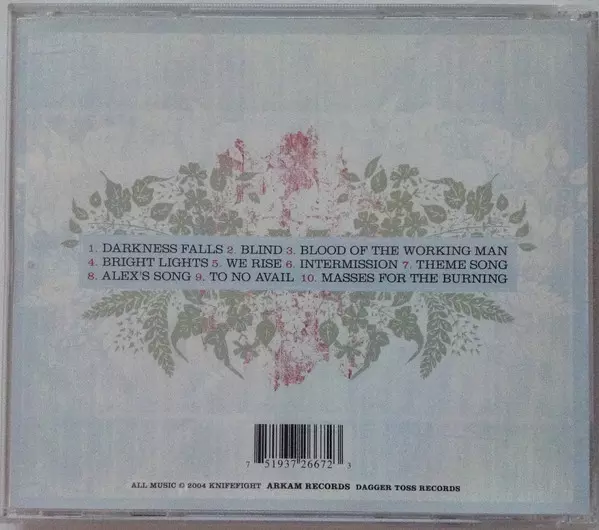 1. DARKNESS FALLS 2. BLIND 3. BLOOD OF THE WORKING MAN
4. BRIGHT LIGHTS 5. WE RISE 6. INTERMISSION 7. THEME SONG
8. ALEX'S SONG 9. TO NO AVAIL 10. MASSES FOR THE BURNING
7 51937 26672 3
ALL MUSIC © 2004 KNIFEFIGHT ARKAM RECORDS DAGGER TOSS RECORDS